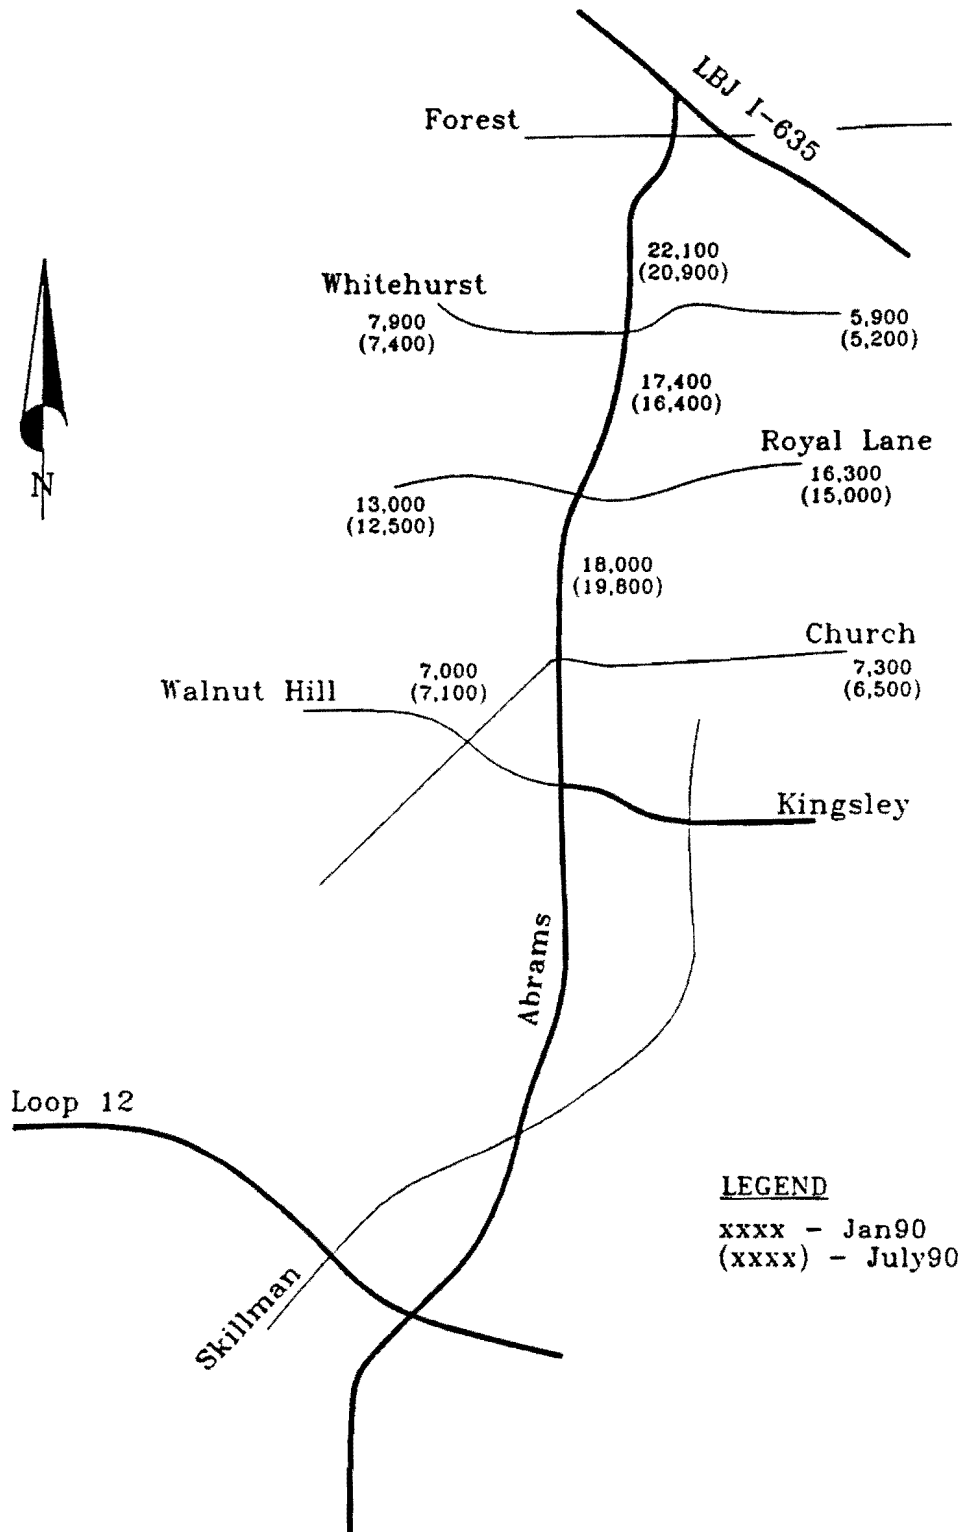 LBJ I-635
Forest
22,100
(20,900)
Whitehurst
7,900
(7,400)
5,900
(5,200)
17,400
(16,400)
Royal Lane
16,300
(15,000)
13,000
(12,500)
N
18,000
(19,800)
Church
7,300
(6,500)
7,000
(7,100)
Walnut Hill
Kingsley
Abrams
Loop 12
Skillman
LEGEND
xxxx - Jan90
(xxxx) - July90